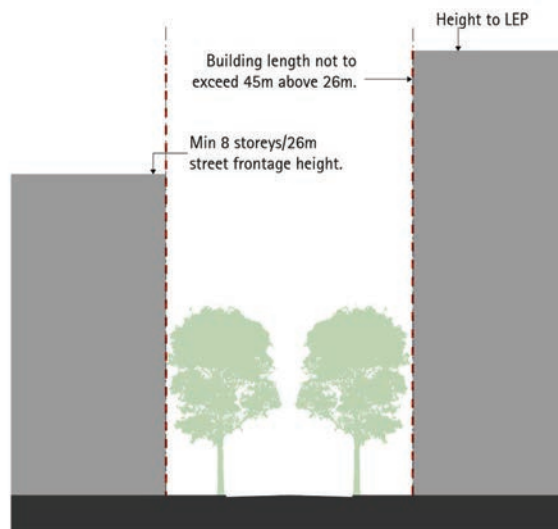 Height to LEP
Building length not to
exceed 45m above 26m.
Min 8 storeys/26m
street frontage height.